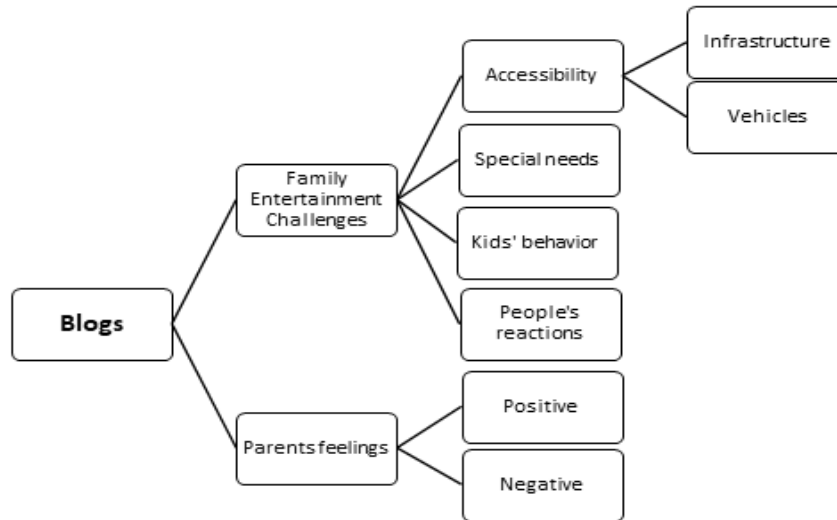 Infrastructure
Accessibility
Vehicles
Special needs
Family
Entertainment
Challenges
Kids' behavior
People's
reactions
Blogs
Positive
Parents feelings
Negative